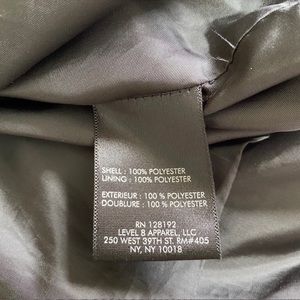 SHELL : 100% POLYESTER
LINING : 100% POLYESTER
EXTERIEUR : 100% POLYESTER
DOUBLURE : 100% POLYESTER
RN 128192
LEVEL 8 APPAREL, LLC
250 WEST 39TH ST. RM#405
NY, NY 10018